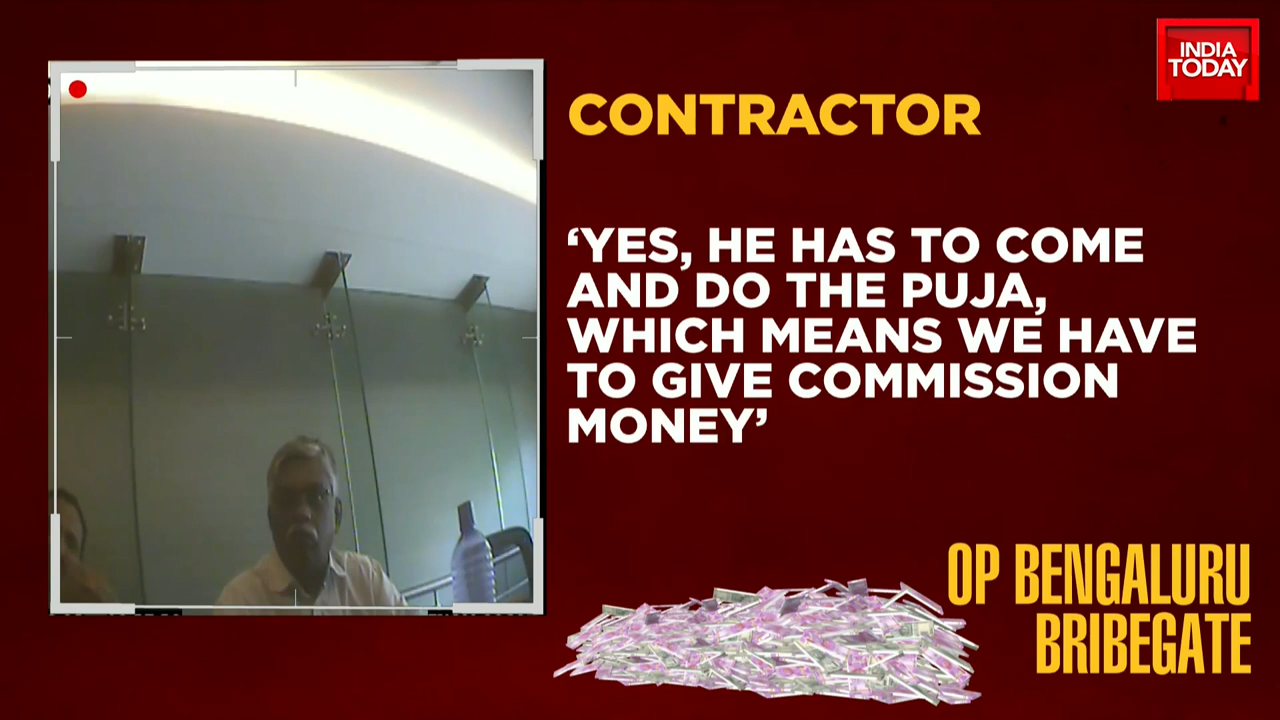 INDIA
TODAY
CONTRACTOR
‘YES, HE HAS TO COME
AND DO THE PUJA,
WHICH MEANS WE HAVE
TO GIVE COMMISSION
MONEY’
OP BENGALURU
BRIBEGATE